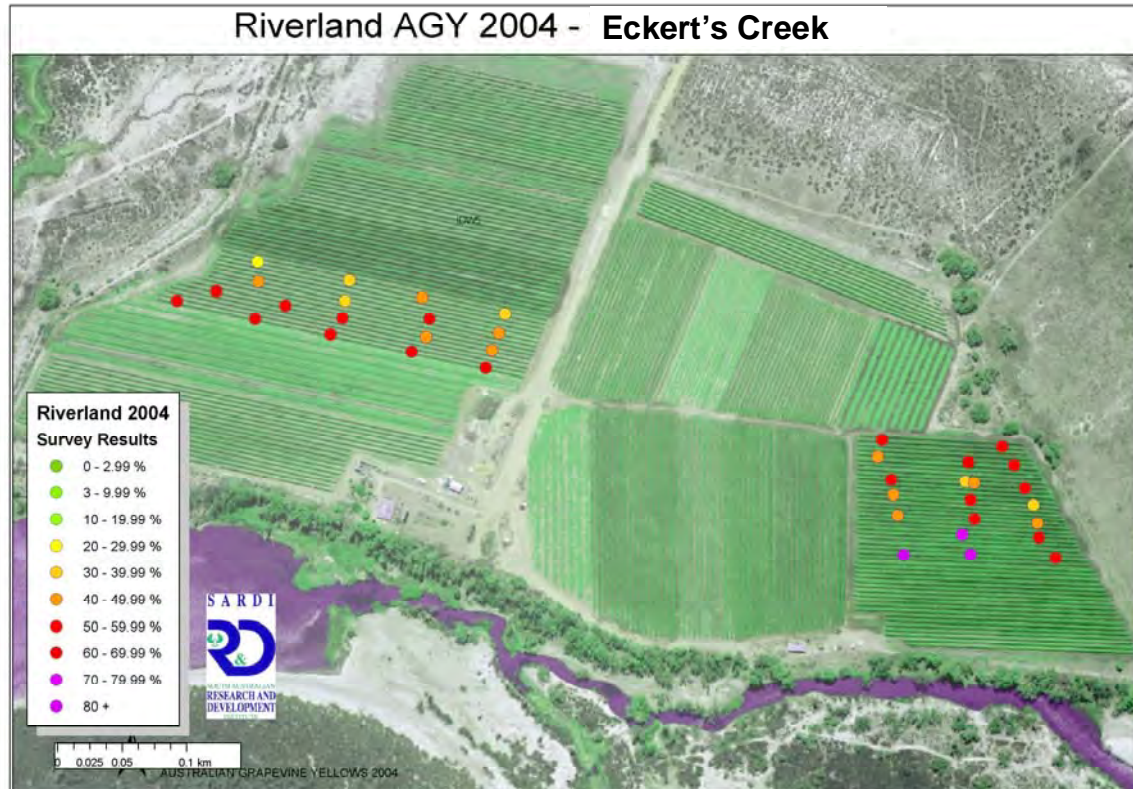 Riverland AGY 2004 - Eckert's Creek
Riverland 2004
Survey Results
0 - 2.99 %
3 - 9.99 %
10 - 19.99 %
20 - 29.99 %
30 - 39.99 %
40 - 49.99 %
50 - 59.99 %
60 - 69.99 %
70 - 79.99 %
80 +
SARDI
R&D
SOUTH AUSTRALIAN
RESEARCH AND
DEVELOPMENT
INSTITUTE
0 0.025 0.05 0.1 km
AUSTRALIAN GRAPEVINE YELLOWS 2004